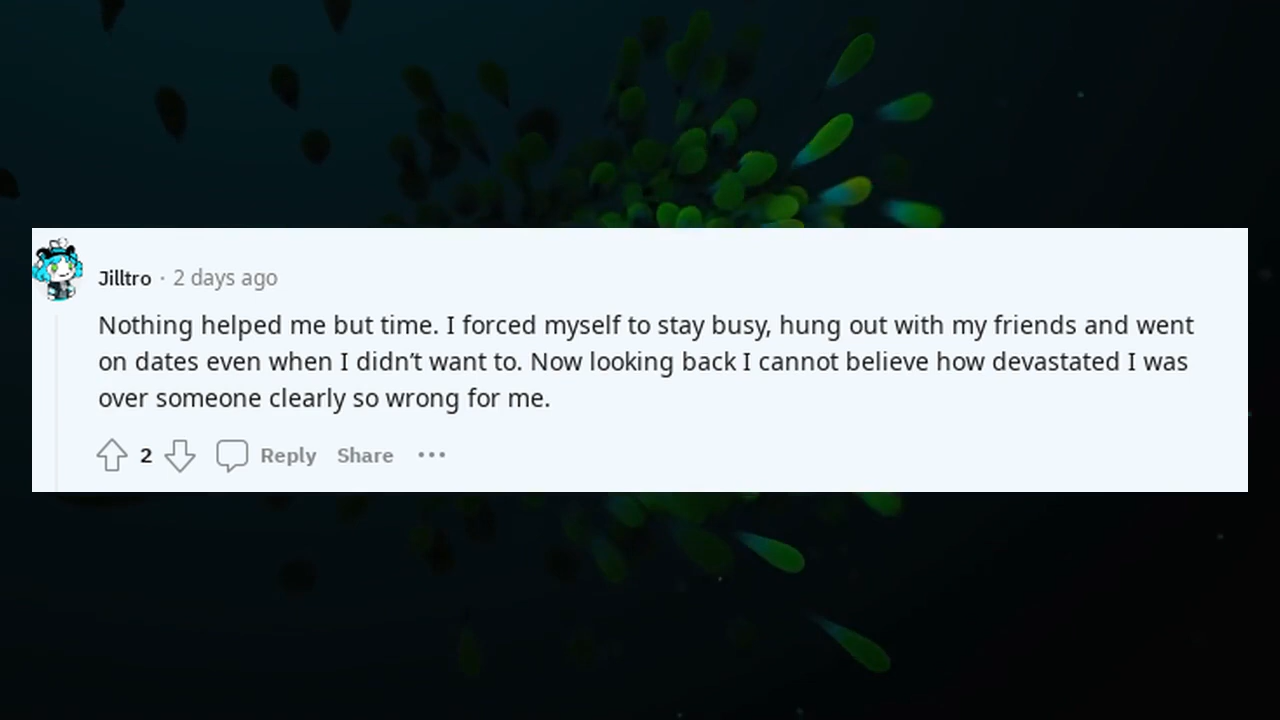 Jilltro · 2 days ago
Nothing helped me but time. I forced myself to stay busy, hung out with my friends and went
on dates even when I didn’t want to. Now looking back I cannot believe how devastated I was
over someone clearly so wrong for me.
2 Reply Share •••